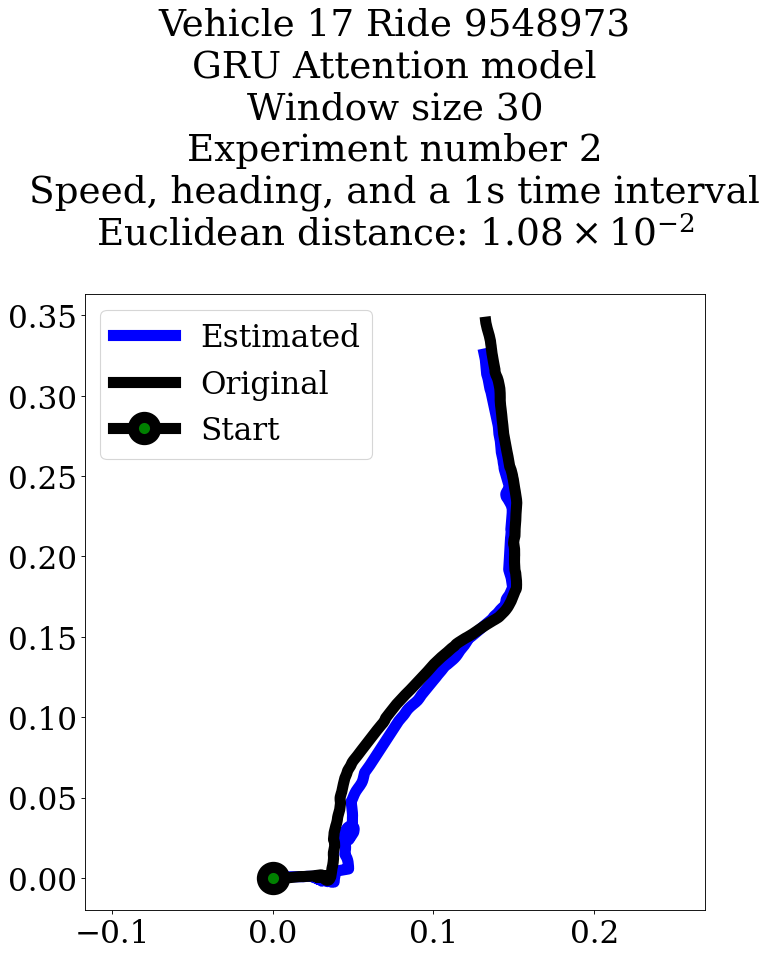 Vehicle 17 Ride 9548973
GRU Attention model
Window size 30
Experiment number 2
Speed, heading, and a 1s time interval
Euclidean distance: 1.08 × 10⁻²
Estimated
Original
Start
0.35
0.30
0.25
0.20
0.15
0.10
0.05
0.00
−0.1 0.0 0.1 0.2